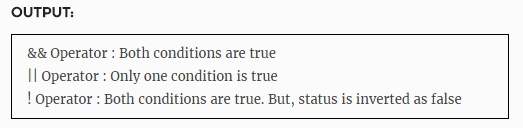 OUTPUT:
&& Operator : Both conditions are true
|| Operator : Only one condition is true
! Operator : Both conditions are true. But, status is inverted as false